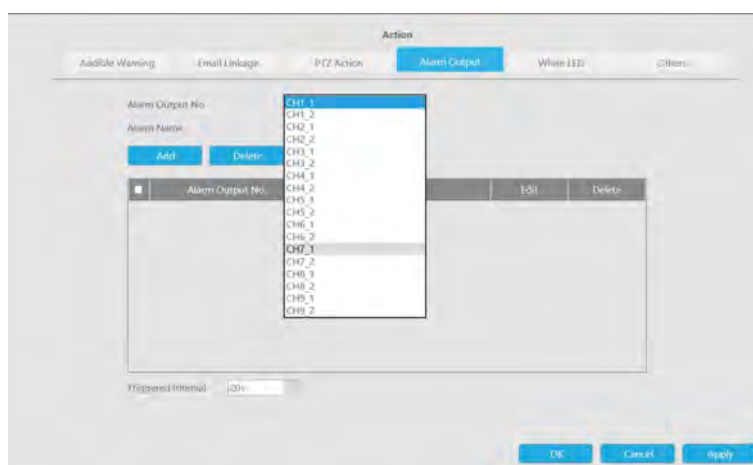 Action
Audible Warning Email Linkage PTZ Action Alarm Output White LED Others
Alarm Output No.
Alarm Name
Add Delete
CH1_1
CH1_2
CH2_1
CH2_2
CH3_1
CH3_2
CH4_1
CH4_2
CH5_1
CH5_2
CH6_1
CH6_2
CH7_1
CH7_2
CH8_1
CH8_2
CH9_1
CH9_2
Alarm Output No. Edit Delete
Triggered Interval
OK Cancel Apply